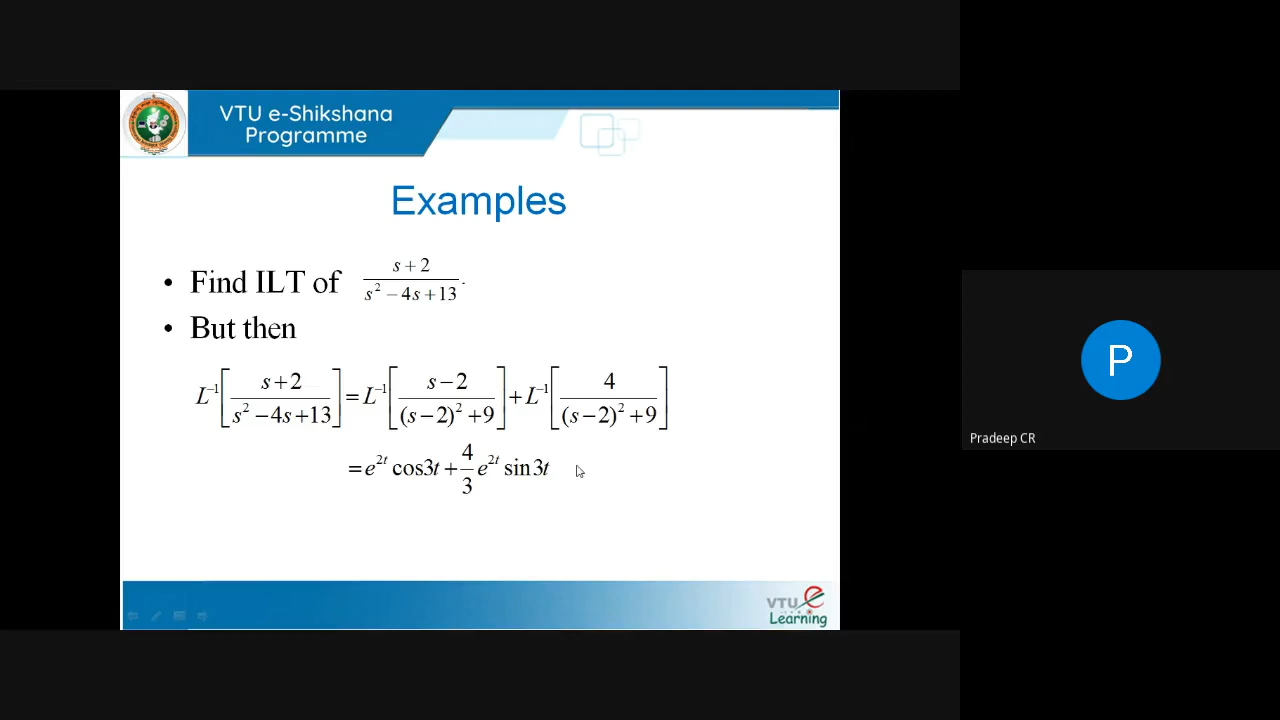 VTU e-Shikshana
Programme
Examples
• Find ILT of (s + 2)/(s² − 4s + 13).
• But then
L⁻¹[(s + 2)/(s² − 4s + 13)] = L⁻¹[(s − 2)/((s − 2)² + 9)] + L⁻¹[4/((s − 2)² + 9)]
= e²ᵗ cos3t + 4/3 e²ᵗ sin3t
VTU e
Learning
P
Pradeep CR